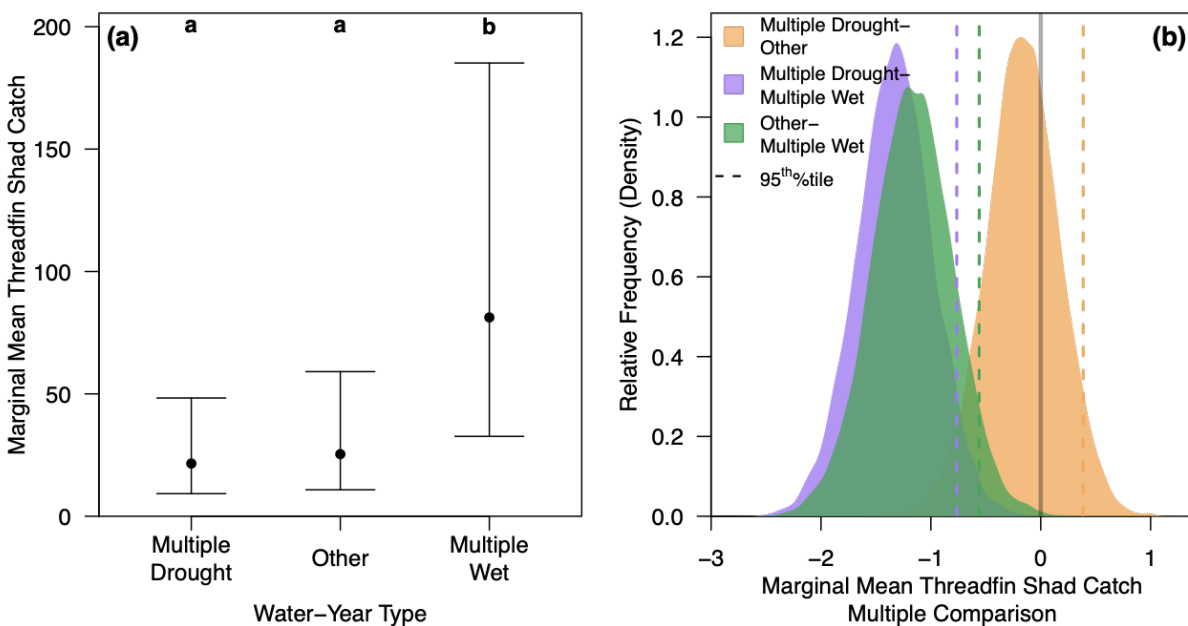 (a)
a
a
b
200
150
100
50
0
Marginal Mean Threadfin Shad Catch
Multiple
Drought
Other
Multiple
Wet
Water−Year Type
(b)
Multiple Drought−
Other
Multiple Drought−
Multiple Wet
Other−
Multiple Wet
95th%tile
1.2
1.0
0.8
0.6
0.4
0.2
0.0
Relative Frequency (Density)
−3
−2
−1
0
1
Marginal Mean Threadfin Shad Catch
Multiple Comparison